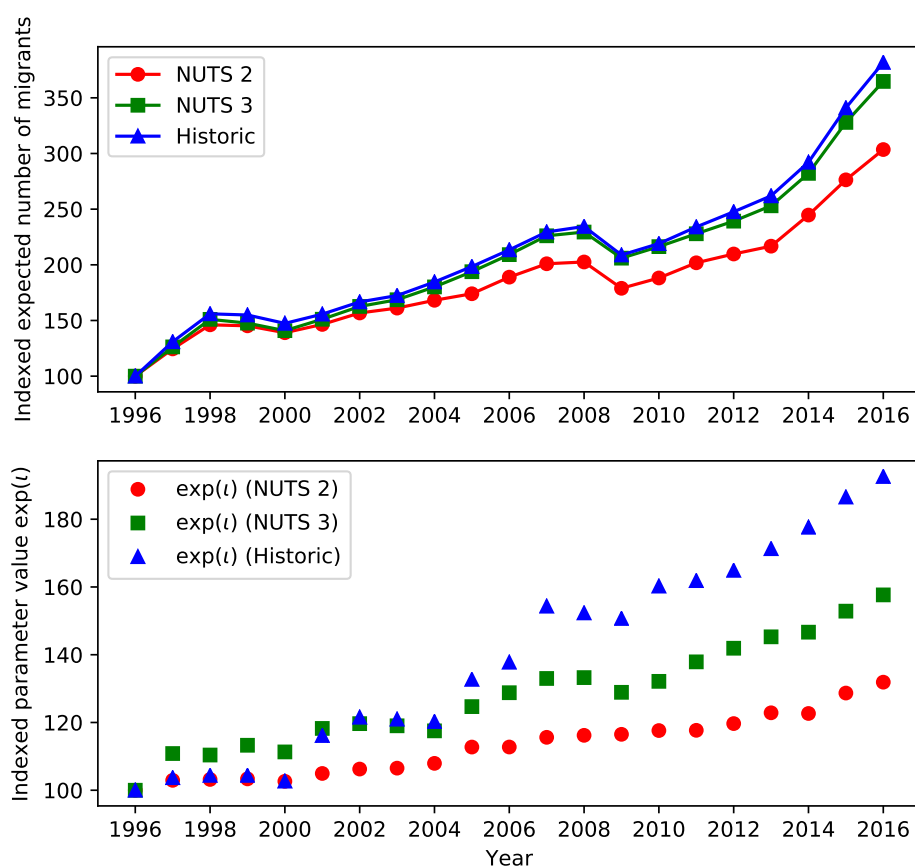 Indexed expected number of migrants
350
300
250
200
150
100
NUTS 2
NUTS 3
Historic
1996 1998 2000 2002 2004 2006 2008 2010 2012 2014 2016
Indexed parameter value exp(ι)
180
160
140
120
100
exp(ι) (NUTS 2)
exp(ι) (NUTS 3)
exp(ι) (Historic)
1996 1998 2000 2002 2004 2006 2008 2010 2012 2014 2016
Year